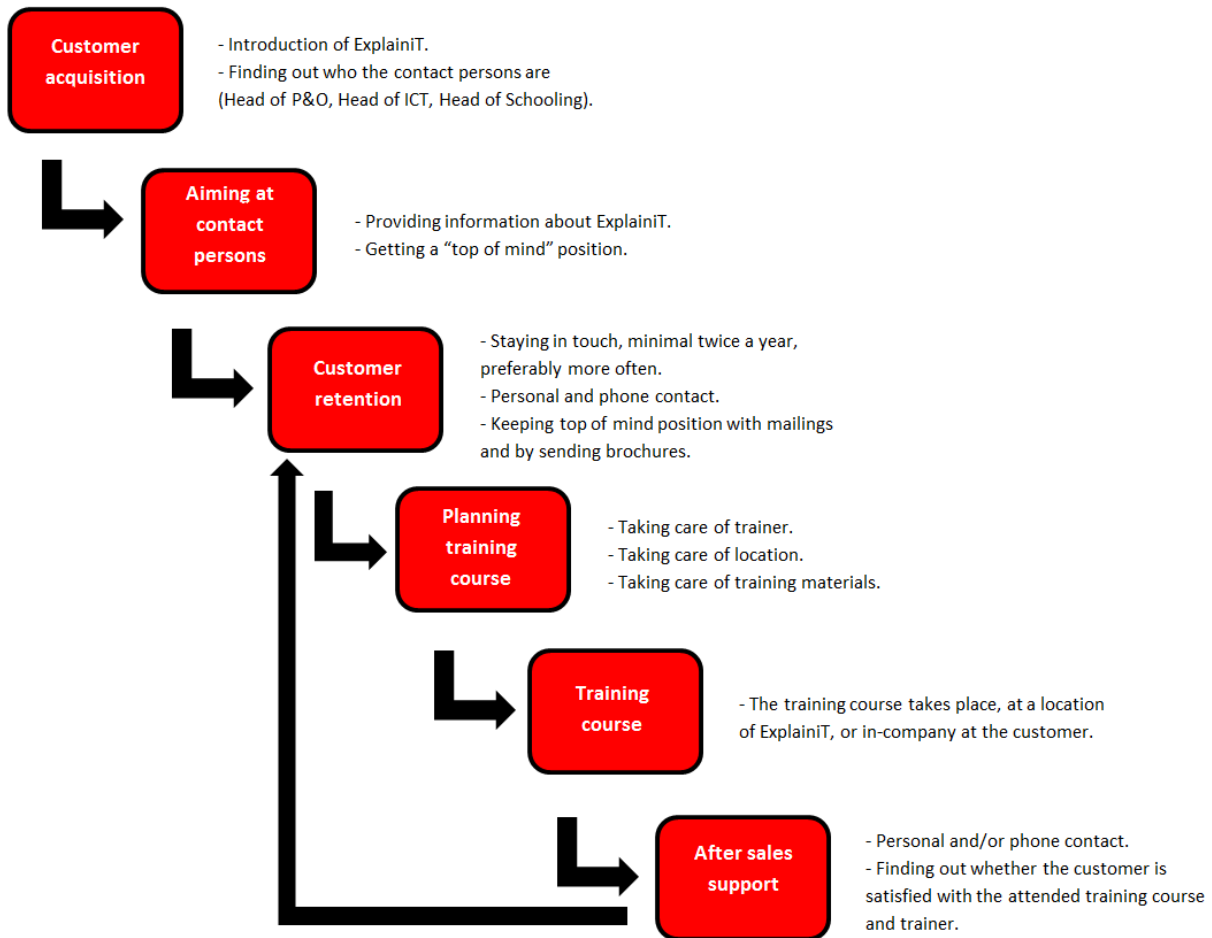 Customer
acquisition
- Introduction of ExplainiT.
- Finding out who the contact persons are
(Head of P&O, Head of ICT, Head of Schooling).
Aiming at
contact
persons
- Providing information about ExplainiT.
- Getting a “top of mind” position.
Customer
retention
- Staying in touch, minimal twice a year,
preferably more often.
- Personal and phone contact.
- Keeping top of mind position with mailings
and by sending brochures.
Planning
training
course
- Taking care of trainer.
- Taking care of location.
- Taking care of training materials.
Training
course
- The training course takes place, at a location
of ExplainiT, or in-company at the customer.
After sales
support
- Personal and/or phone contact.
- Finding out whether the customer is
satisfied with the attended training course
and trainer.